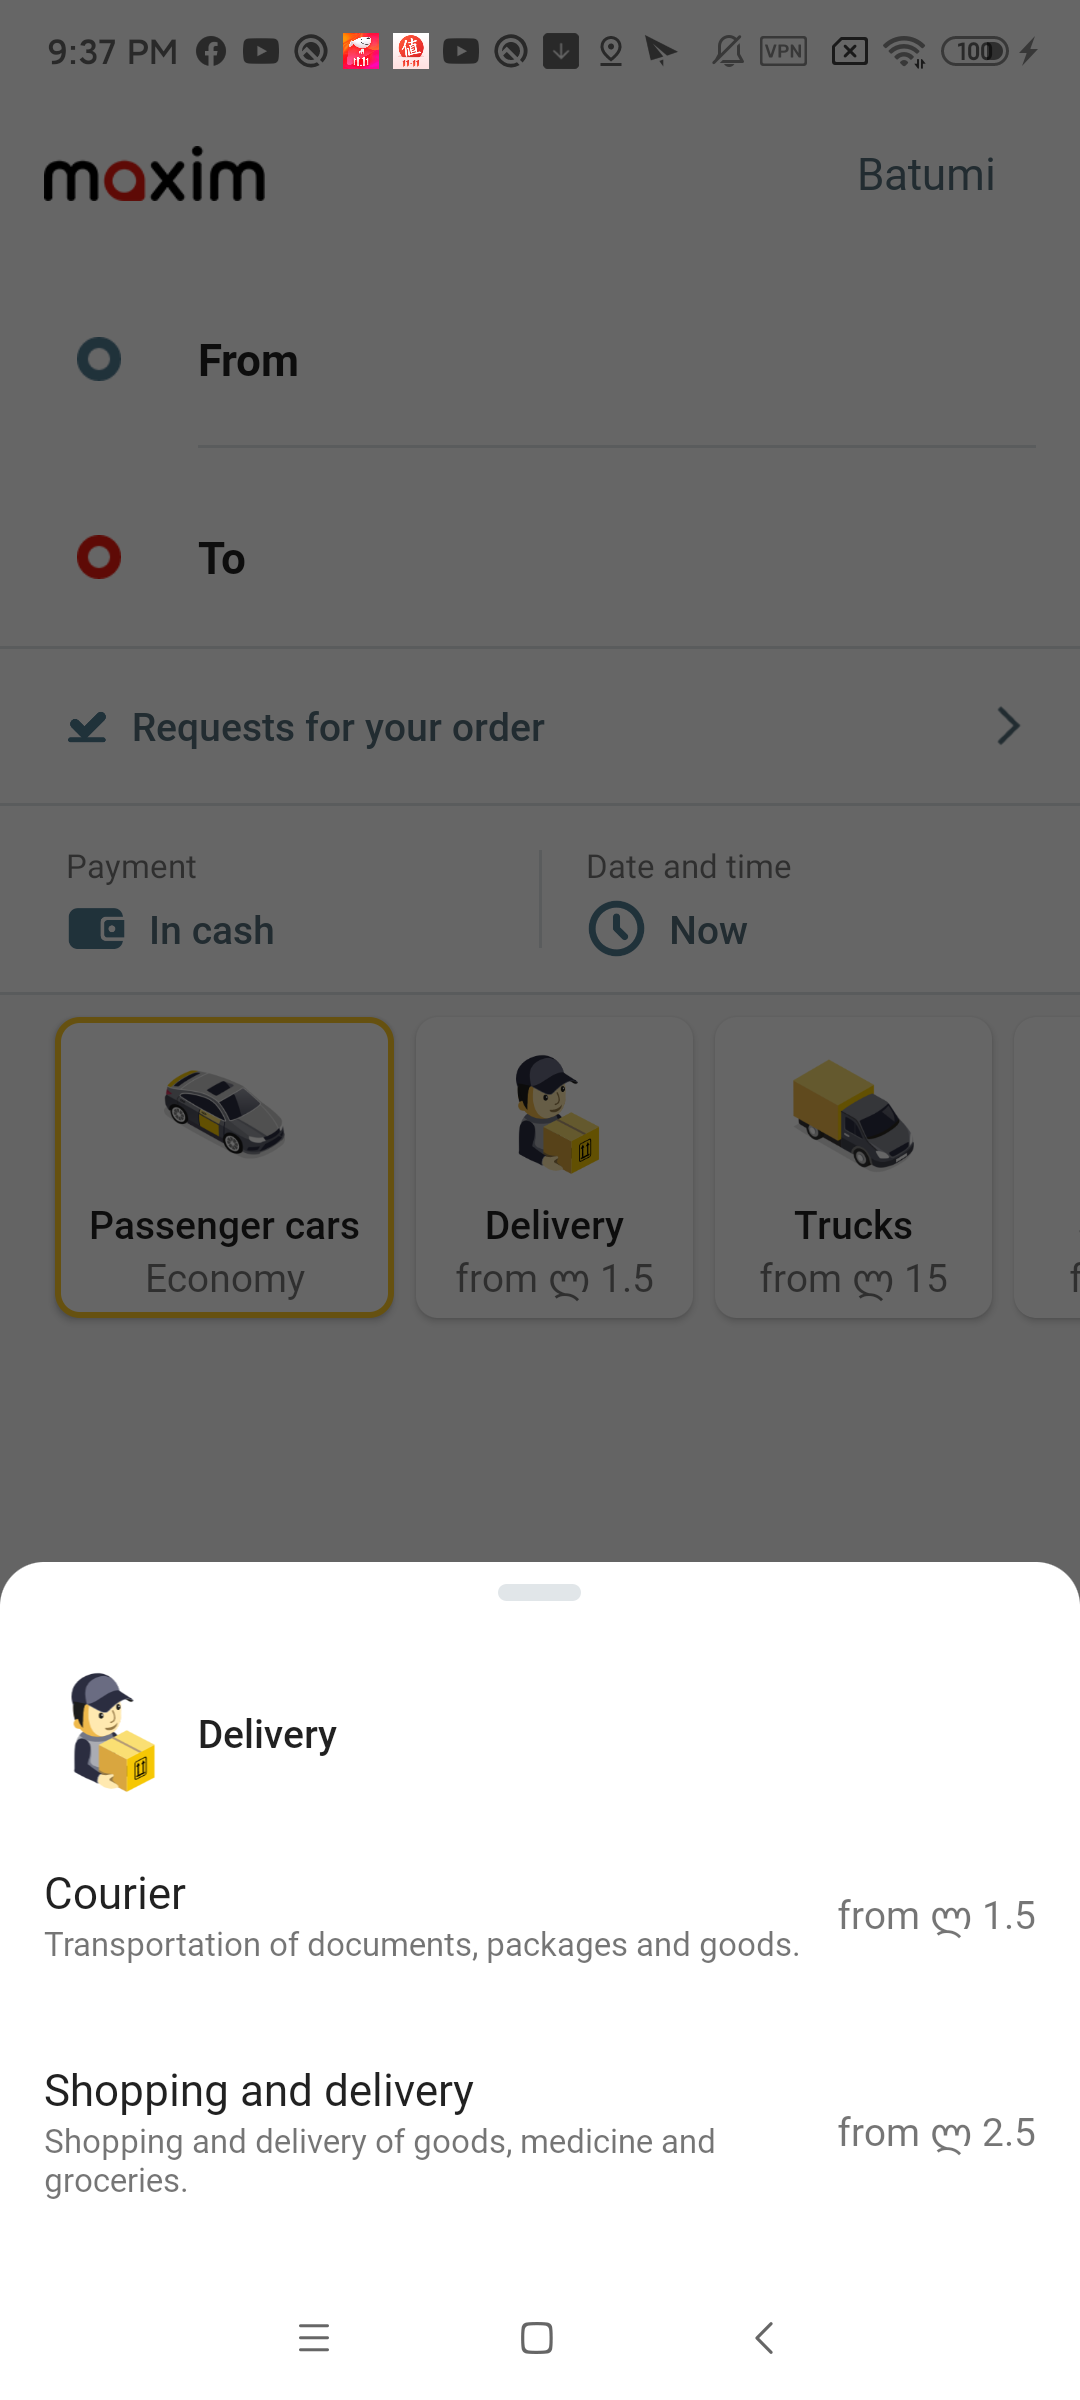 9:37 PM
VPN
100
maxim
Batumi
From
To
Requests for your order
Payment
Date and time
In cash
Now
Passenger cars
Economy
Delivery
from ლ 1.5
Trucks
from ლ 15
f
Delivery
Courier
Transportation of documents, packages and goods.
from ლ 1.5
Shopping and delivery
Shopping and delivery of goods, medicine and
groceries.
from ლ 2.5